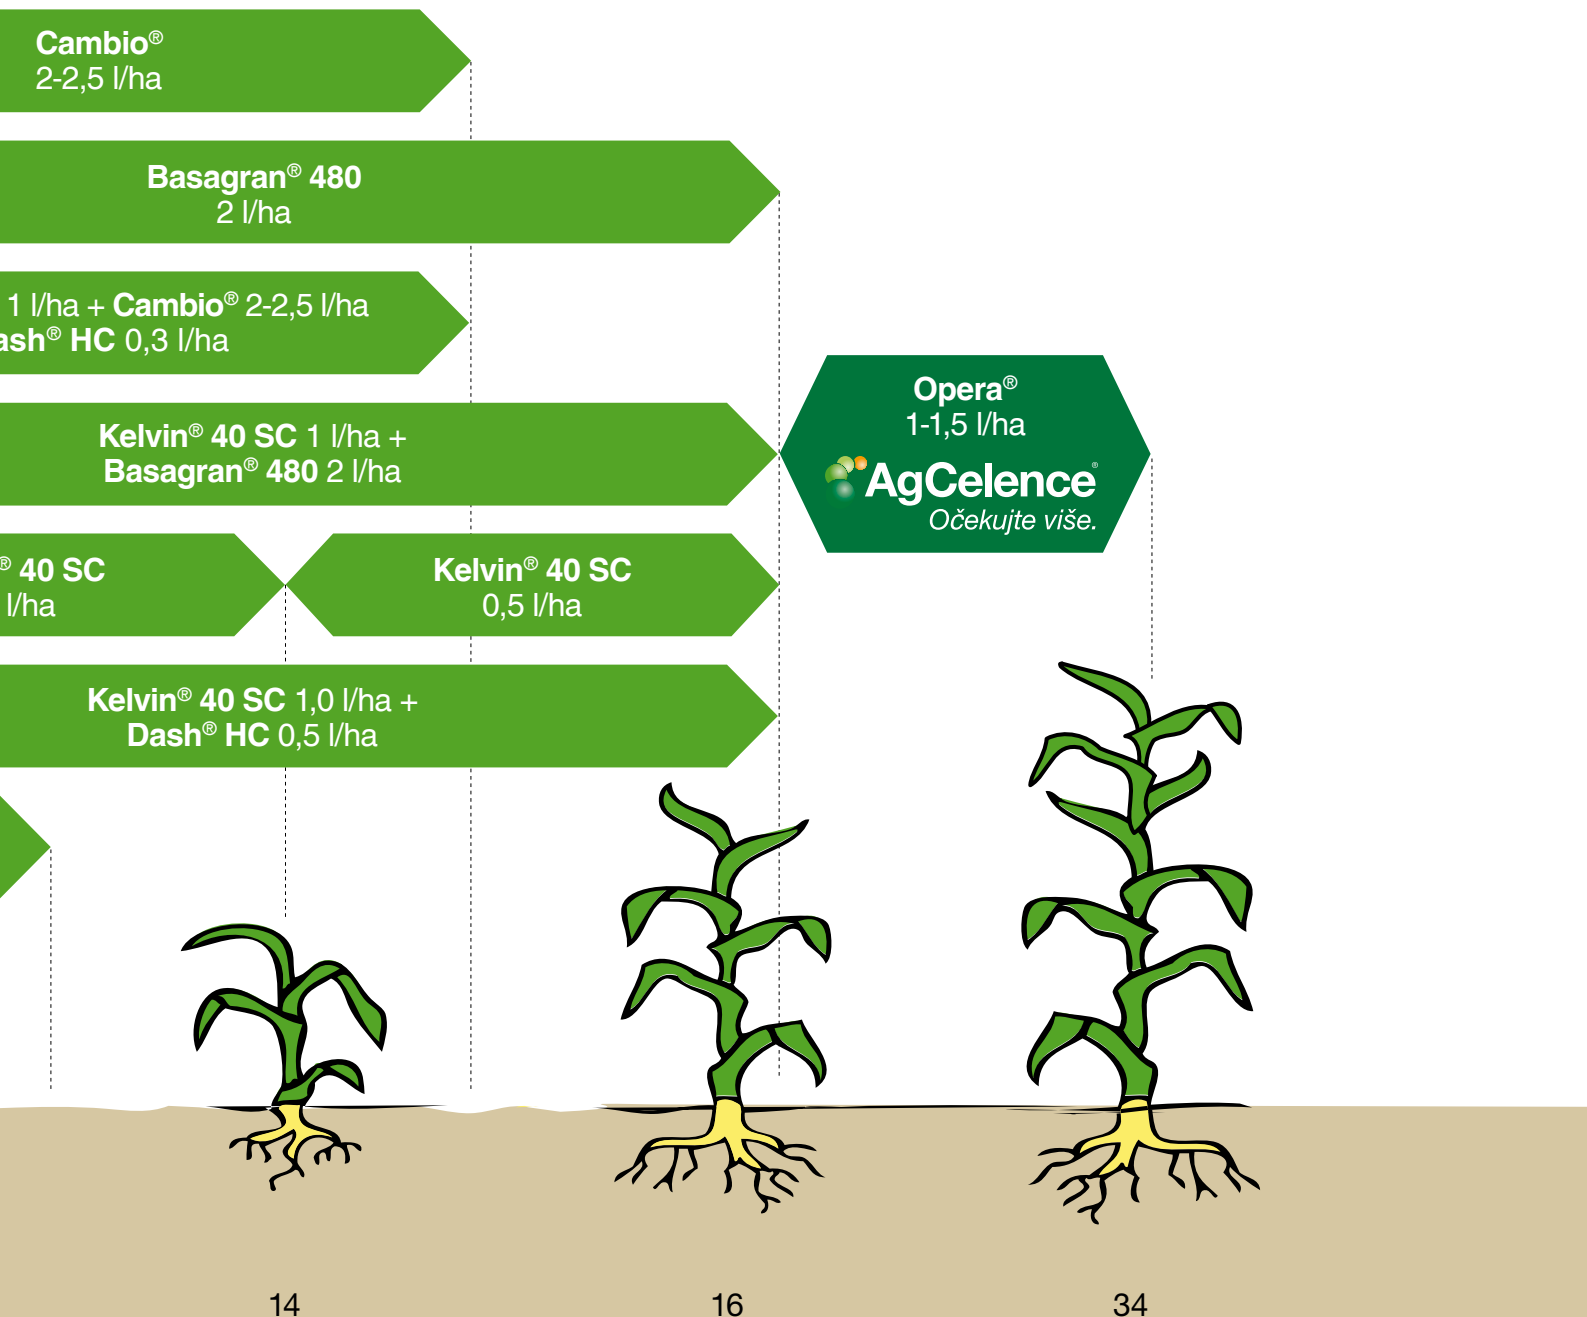 Cambio®
2-2,5 l/ha
Basagran® 480
2 l/ha
1 l/ha + Cambio® 2-2,5 l/ha
HC 0,3 l/ha
Opera®
1-1,5 l/ha
AgCelence®
Očekujte više.
Kelvin® 40 SC 1 l/ha +
Basagran® 480 2 l/ha
® 40 SC
l/ha
Kelvin® 40 SC
0,5 l/ha
Kelvin® 40 SC 1,0 l/ha +
Dash® HC 0,5 l/ha
14
16
34